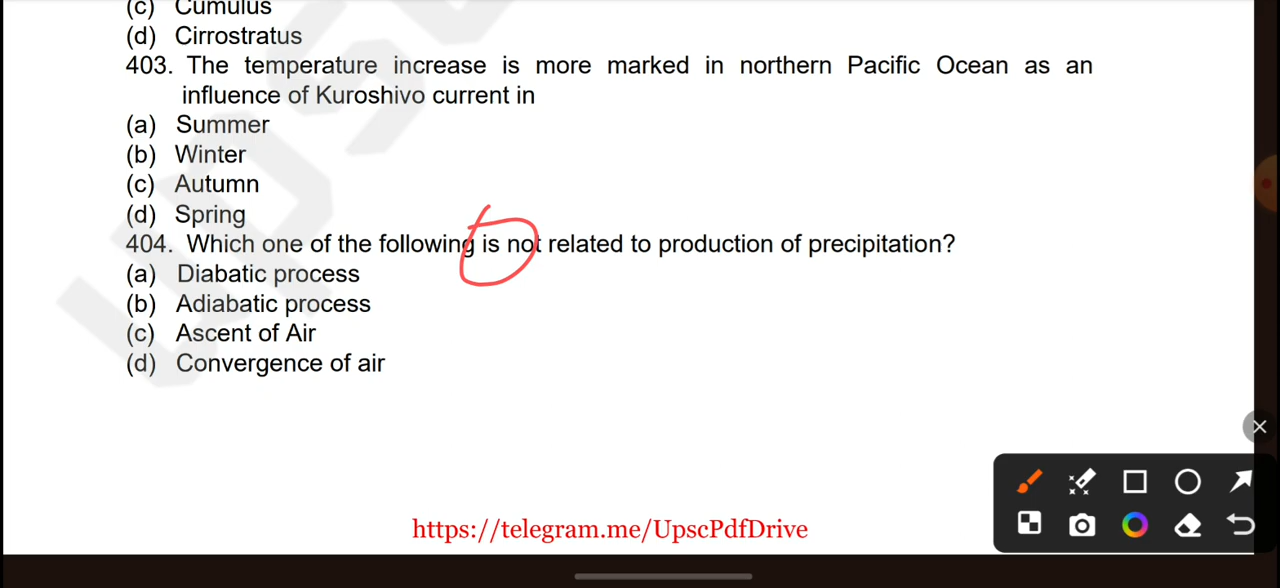 (c) Cumulus
(d) Cirrostratus
403. The temperature increase is more marked in northern Pacific Ocean as an
influence of Kuroshivo current in
(a) Summer
(b) Winter
(c) Autumn
(d) Spring
404. Which one of the following is not related to production of precipitation?
(a) Diabatic process
(b) Adiabatic process
(c) Ascent of Air
(d) Convergence of air
https://telegram.me/UpscPdfDrive